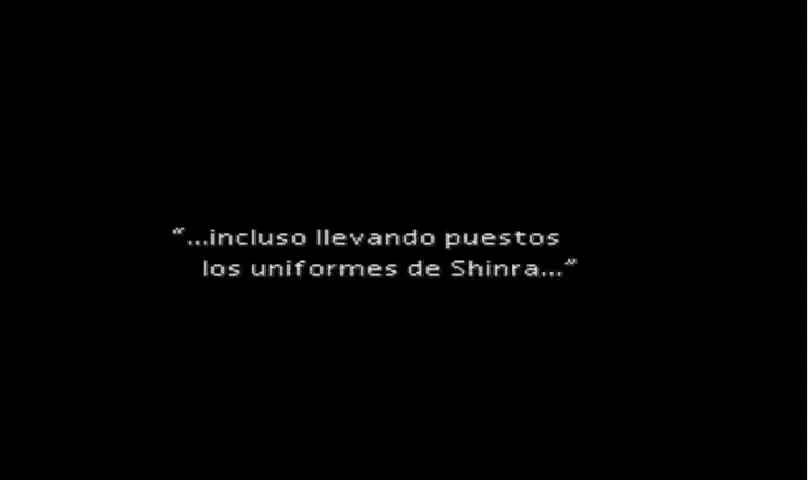 “...incluso llevando puestos
los uniformes de Shinra...”